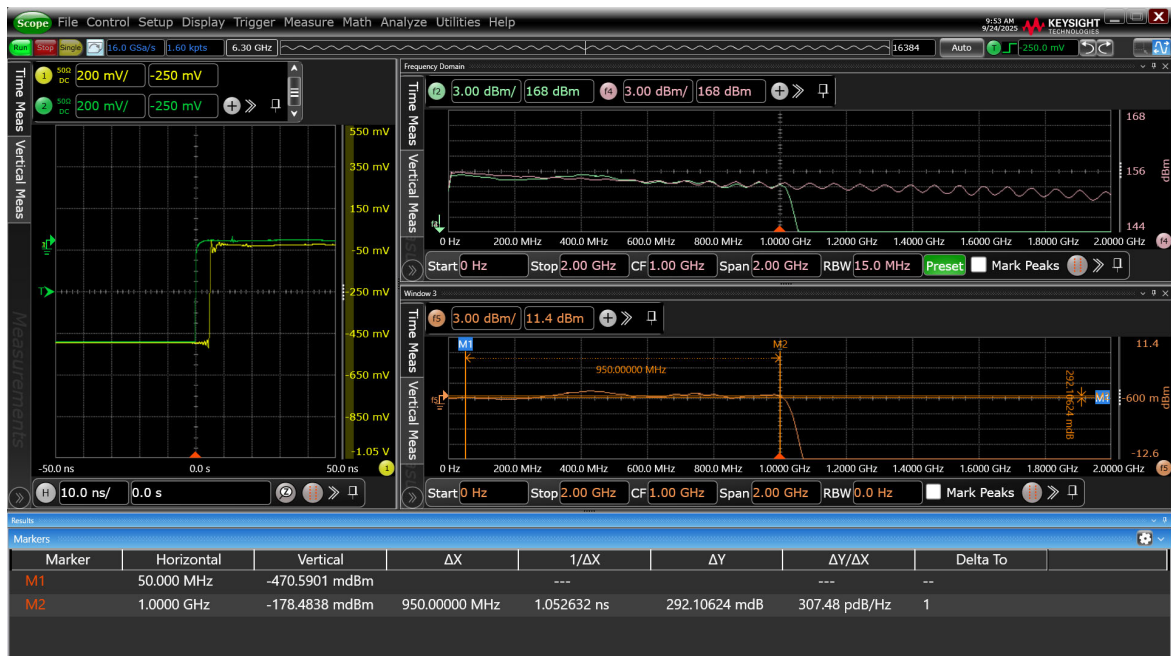 Scope File Control Setup Display Trigger Measure Math Analyze Utilities Help
9:53 AM
9/24/2025
KEYSIGHT
TECHNOLOGIES
Run Stop Single 16.0 GSa/s 1.60 kpts 6.30 GHz 16384 Auto T -250.0 mV
Time Meas
Vertical Meas
Measurements
1 50Ω DC 200 mV/ -250 mV
2 50Ω DC 200 mV/ -250 mV
550 mV
350 mV
150 mV
-50 mV
-250 mV
-450 mV
-650 mV
-850 mV
-1.05 V
T
-50.0 ns 0.0 s 50.0 ns 1
H 10.0 ns/ 0.0 s
Frequency Domain
Time Meas
Vertical Meas
f2 3.00 dBm/ 168 dBm f4 3.00 dBm/ 168 dBm
168
156
144
dBm
0 Hz 200.0 MHz 400.0 MHz 600.0 MHz 800.0 MHz 1.0000 GHz 1.2000 GHz 1.4000 GHz 1.6000 GHz 1.8000 GHz 2.0000 GHz f4
Start 0 Hz Stop 2.00 GHz CF 1.00 GHz Span 2.00 GHz RBW 15.0 MHz Preset Mark Peaks
Window 3
Time Meas
Vertical Meas
f5 3.00 dBm/ 11.4 dBm
M1 M2
950.00000 MHz
292.10624 mdB
M1
f5
11.4
-600 m
-12.6
dBm
0 Hz 200.0 MHz 400.0 MHz 600.0 MHz 800.0 MHz 1.0000 GHz 1.2000 GHz 1.4000 GHz 1.6000 GHz 1.8000 GHz 2.0000 GHz f5
Start 0 Hz Stop 2.00 GHz CF 1.00 GHz Span 2.00 GHz RBW 0.0 Hz Mark Peaks
Results
Markers
Marker Horizontal Vertical ΔX 1/ΔX ΔY ΔY/ΔX Delta To
M1 50.000 MHz -470.5901 mdBm --- --- --
M2 1.0000 GHz -178.4838 mdBm 950.00000 MHz 1.052632 ns 292.10624 mdB 307.48 pdB/Hz 1